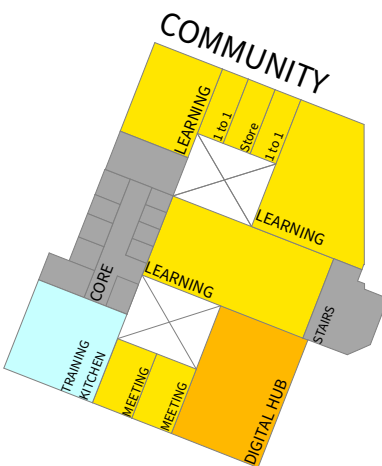 COMMUNITY
LEARNING
1 to 1
Store
1 to 1
LEARNING
LEARNING
CORE
STAIRS
TRAINING
KITCHEN
MEETING
MEETING
DIGITAL HUB